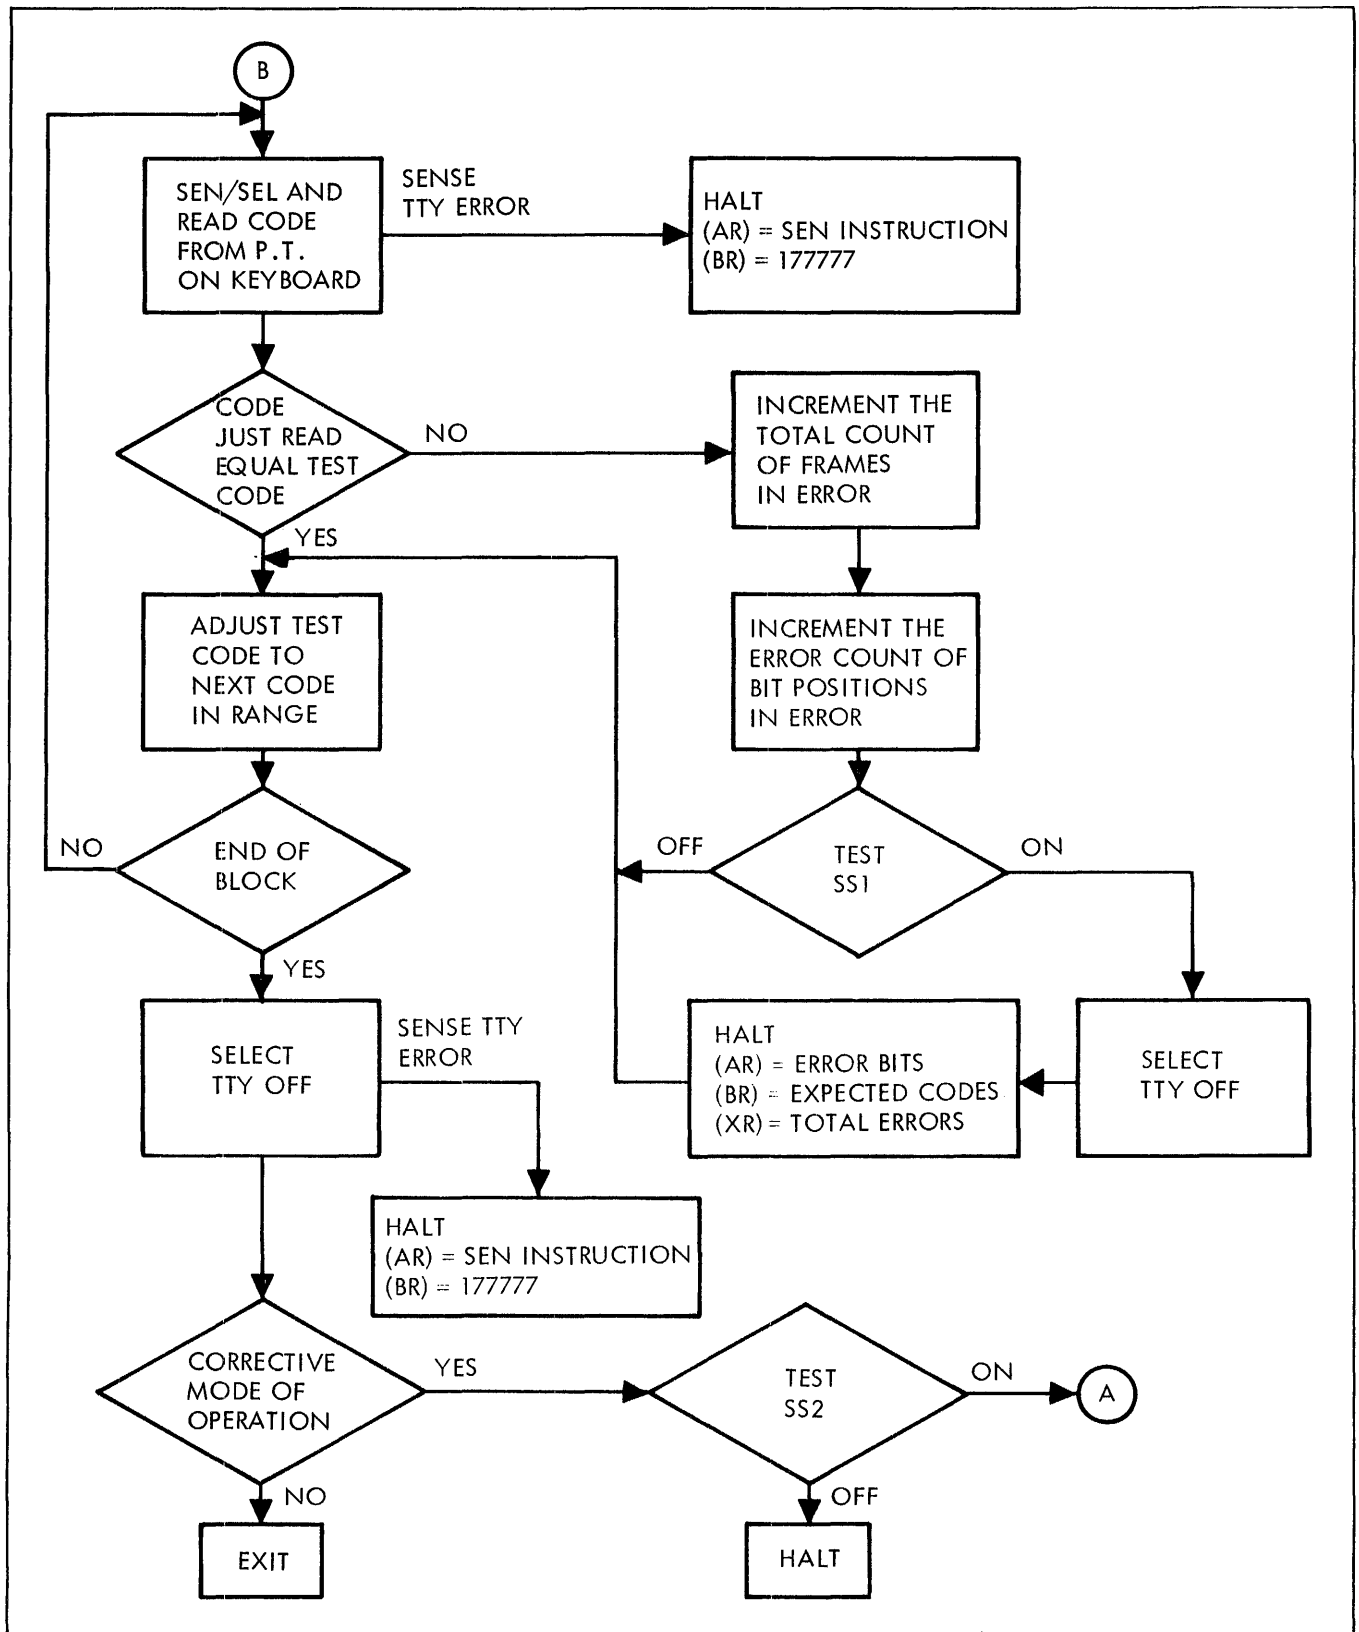 B
SEN/SEL AND
READ CODE
FROM P.T.
ON KEYBOARD
SENSE
TTY ERROR
HALT
(AR) = SEN INSTRUCTION
(BR) = 177777
CODE
JUST READ
EQUAL TEST
CODE
NO
INCREMENT THE
TOTAL COUNT
OF FRAMES
IN ERROR
YES
ADJUST TEST
CODE TO
NEXT CODE
IN RANGE
INCREMENT THE
ERROR COUNT OF
BIT POSITIONS
IN ERROR
NO
END OF
BLOCK
OFF
TEST
SS1
ON
YES
SELECT
TTY OFF
SENSE TTY
ERROR
HALT
(AR) = ERROR BITS
(BR) = EXPECTED CODES
(XR) = TOTAL ERRORS
SELECT
TTY OFF
HALT
(AR) = SEN INSTRUCTION
(BR) = 177777
CORRECTIVE
MODE OF
OPERATION
YES
TEST
SS2
ON
A
NO
OFF
EXIT
HALT